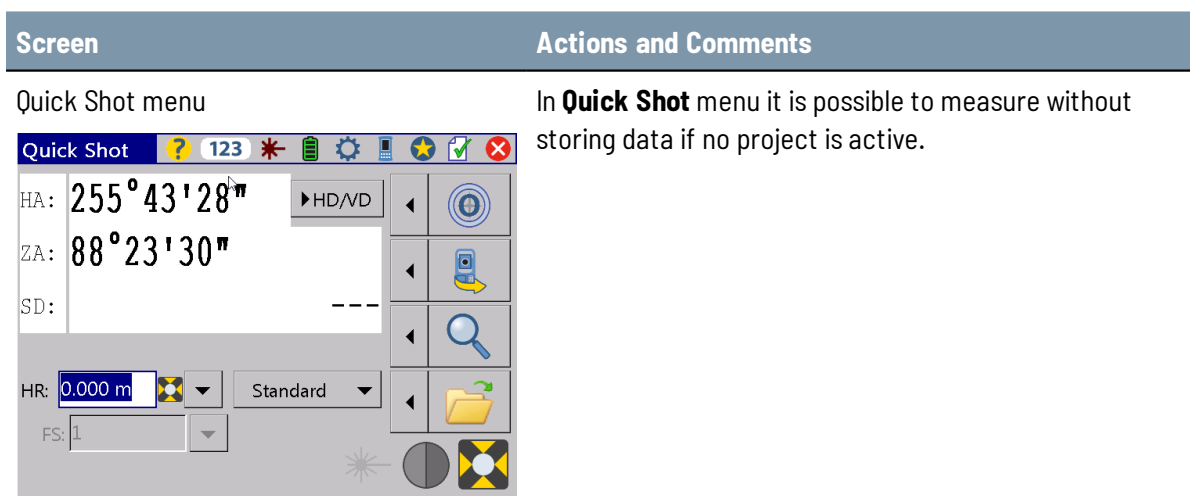 Screen
Actions and Comments
Quick Shot menu
In Quick Shot menu it is possible to measure without
storing data if no project is active.
Quick Shot ? 123
HA: 255°43'28" HD/VD
ZA: 88°23'30"
SD: ---
HR: 0.000 m Standard
FS: 1